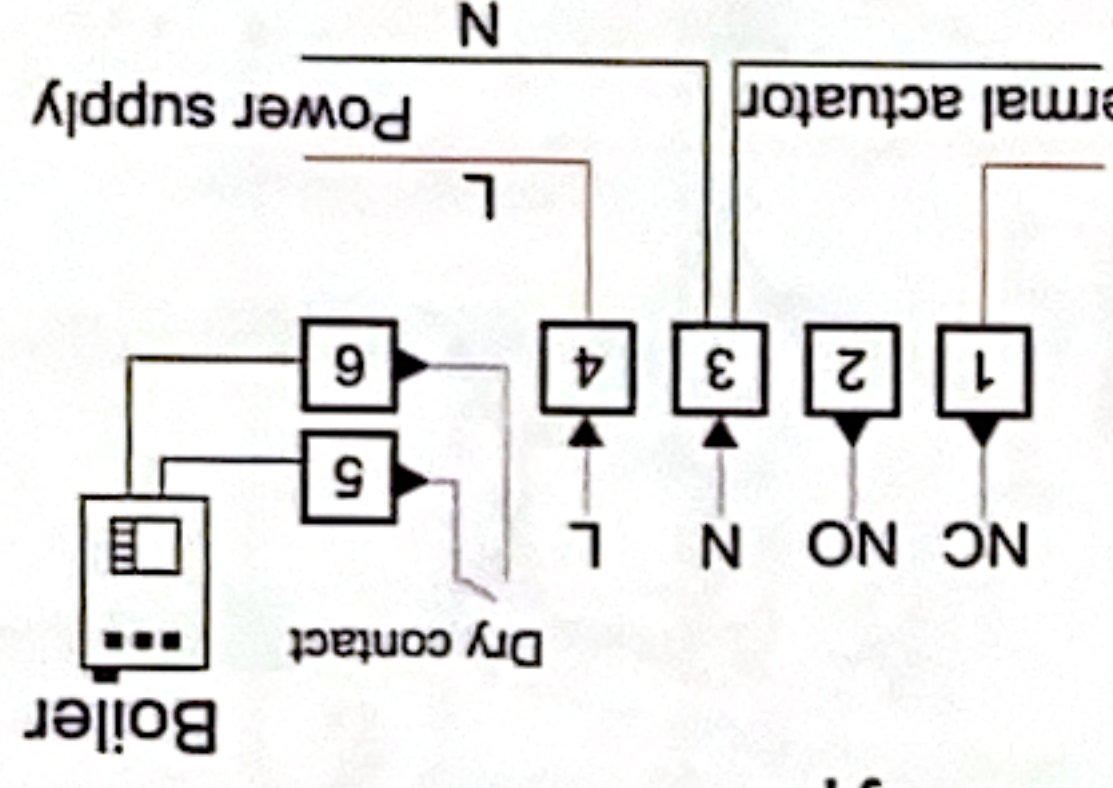 Boiler
Dry contact
NC NO N L
5
1 2 3 4 6
L
ermal actuator Power supply
N